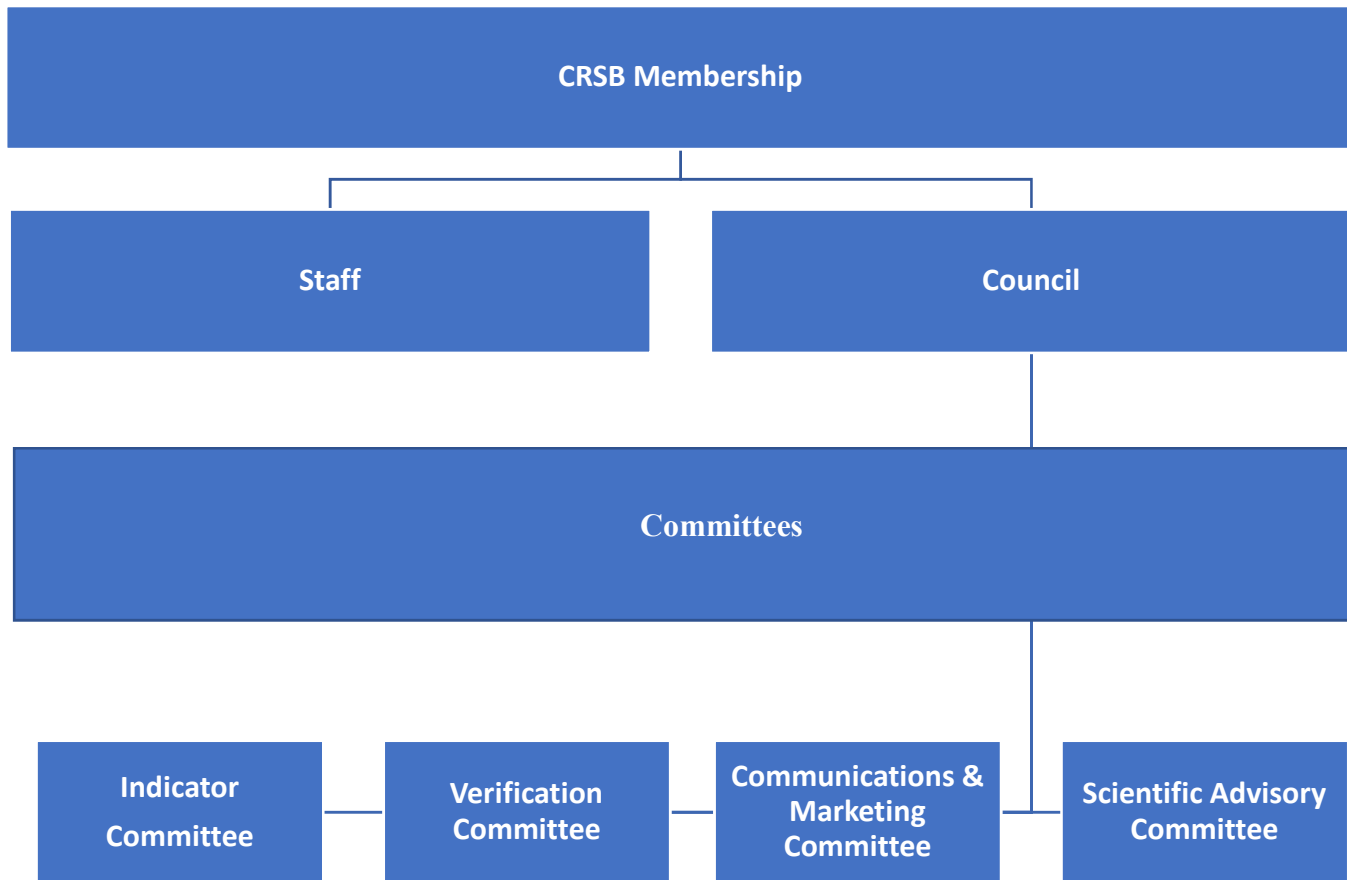 CRSB Membership
Staff
Council
Committees
Indicator
Committee
Verification
Committee
Communications &
Marketing
Committee
Scientific Advisory
Committee